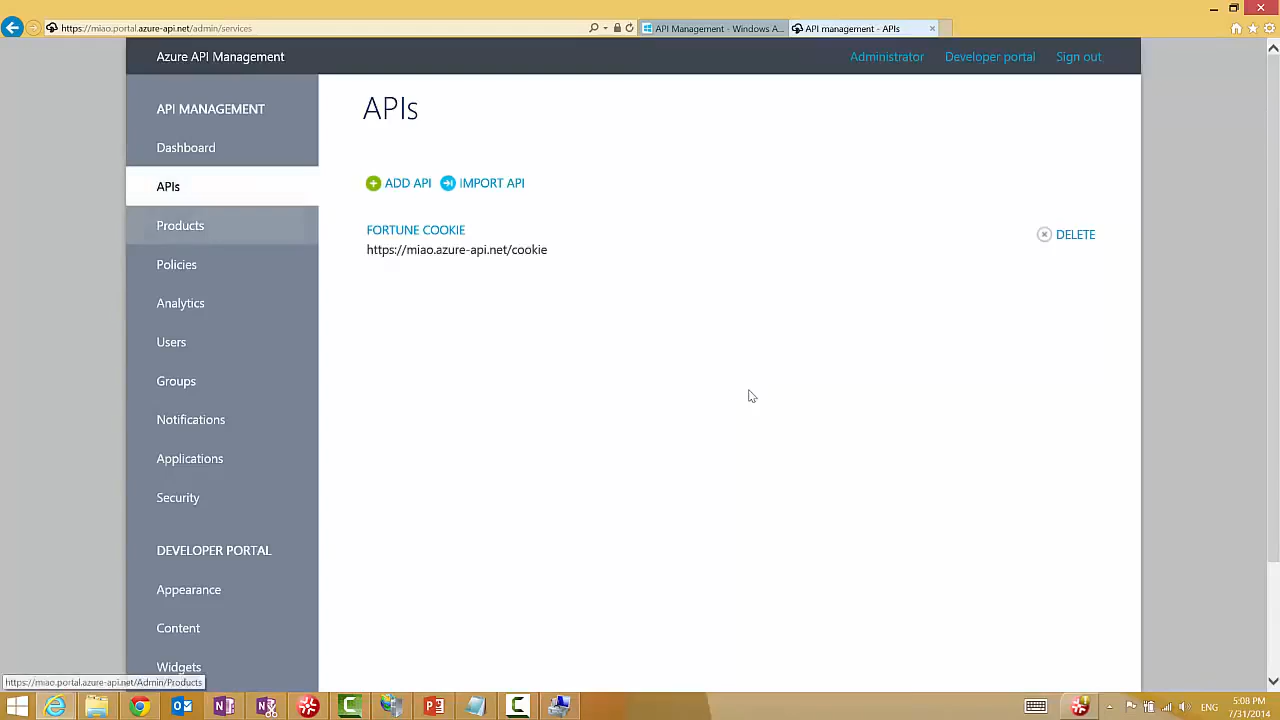 https://miao.portal.azure-api.net/admin/services
API Management - Windows A...
API management - APIs
Azure API Management
Administrator
Developer portal
Sign out
API MANAGEMENT
Dashboard
APIs
Products
Policies
Analytics
Users
Groups
Notifications
Applications
Security
DEVELOPER PORTAL
Appearance
Content
Widgets
APIs
ADD API
IMPORT API
FORTUNE COOKIE
https://miao.azure-api.net/cookie
DELETE
https://miao.portal.azure-api.net/Admin/Products
ENG
5:08 PM
7/31/2014